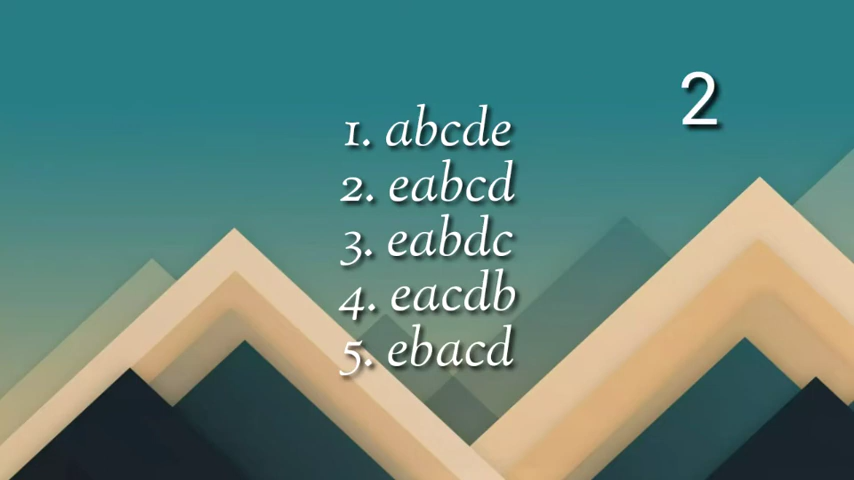 2
1. abcde
2. eabcd
3. eabdc
4. eacdb
5. ebacd